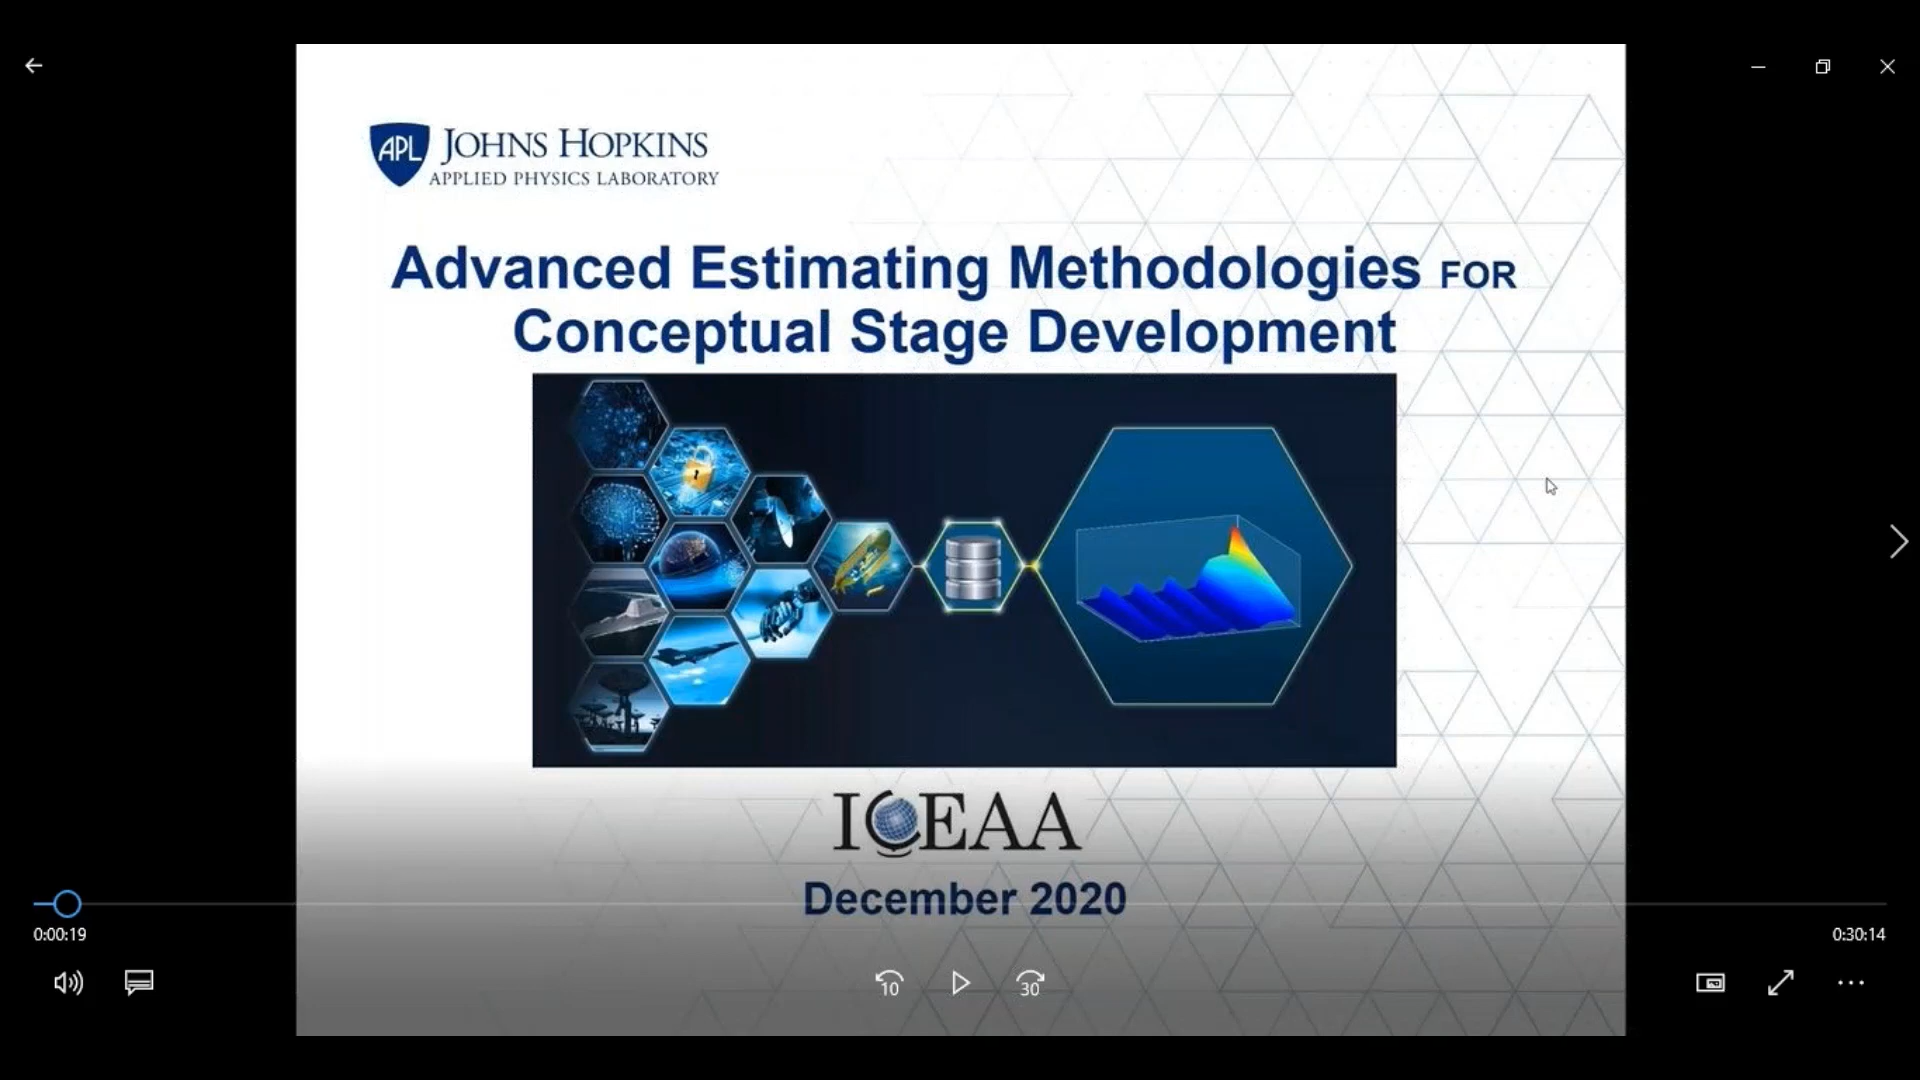 APL JOHNS HOPKINS
APPLIED PHYSICS LABORATORY
Advanced Estimating Methodologies FOR
Conceptual Stage Development
ICEAA
December 2020
0:00:19
0:30:14
10
30